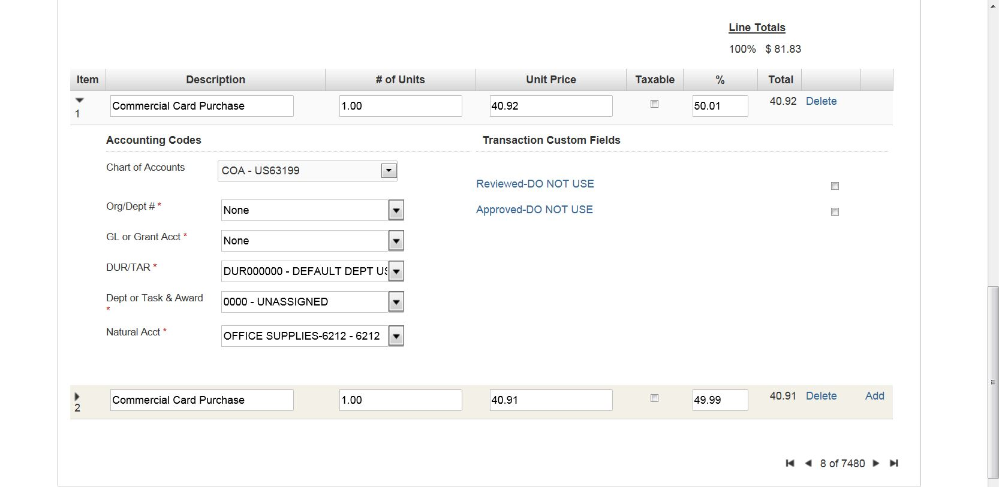 Line Totals
100% $ 81.83
Item Description # of Units Unit Price Taxable % Total
1 Commercial Card Purchase 1.00 40.92 50.01 40.92 Delete
Accounting Codes Transaction Custom Fields
Chart of Accounts COA - US63199
Reviewed-DO NOT USE
Org/Dept # * None
Approved-DO NOT USE
GL or Grant Acct * None
DUR/TAR * DUR000000 - DEFAULT DEPT US
Dept or Task & Award * 0000 - UNASSIGNED
Natural Acct * OFFICE SUPPLIES-6212 - 6212
2 Commercial Card Purchase 1.00 40.91 49.99 40.91 Delete Add
8 of 7480